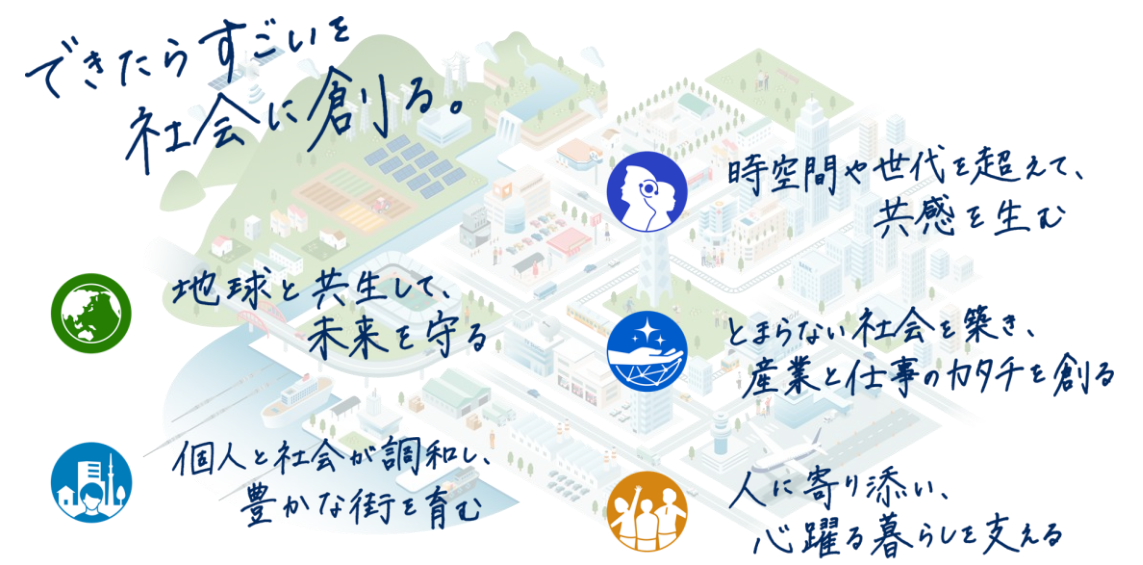 できたらすごいを
社会に創る。
地球と共生して、
未来を守る
個人と社会が調和し、
豊かな街を育む
時空間や世代を超えて、
共感を生む
とまらない社会を築き、
産業と仕事のカタチを創る
人に寄り添い、
心躍る暮らしを支える